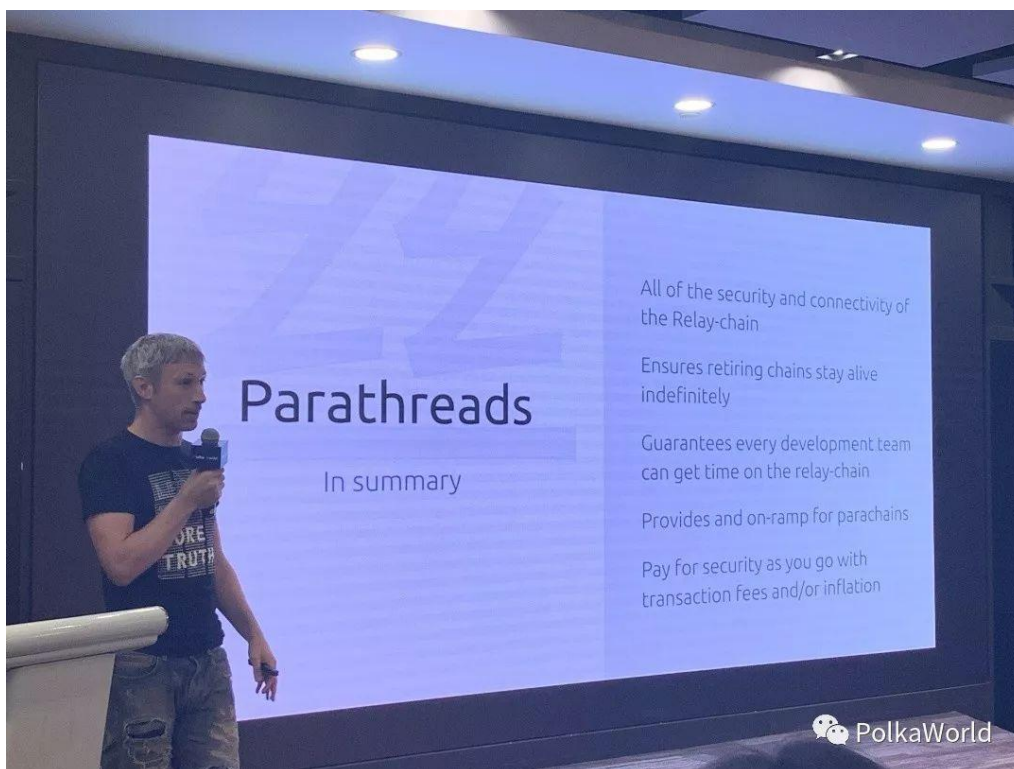 Parathreads
In summary
All of the security and connectivity of
the Relay-chain
Ensures retiring chains stay alive
indefinitely
Guarantees every development team
can get time on the relay-chain
Provides and on-ramp for parachains
Pay for security as you go with
transaction fees and/or inflation
TRUTH
PolkaWorld